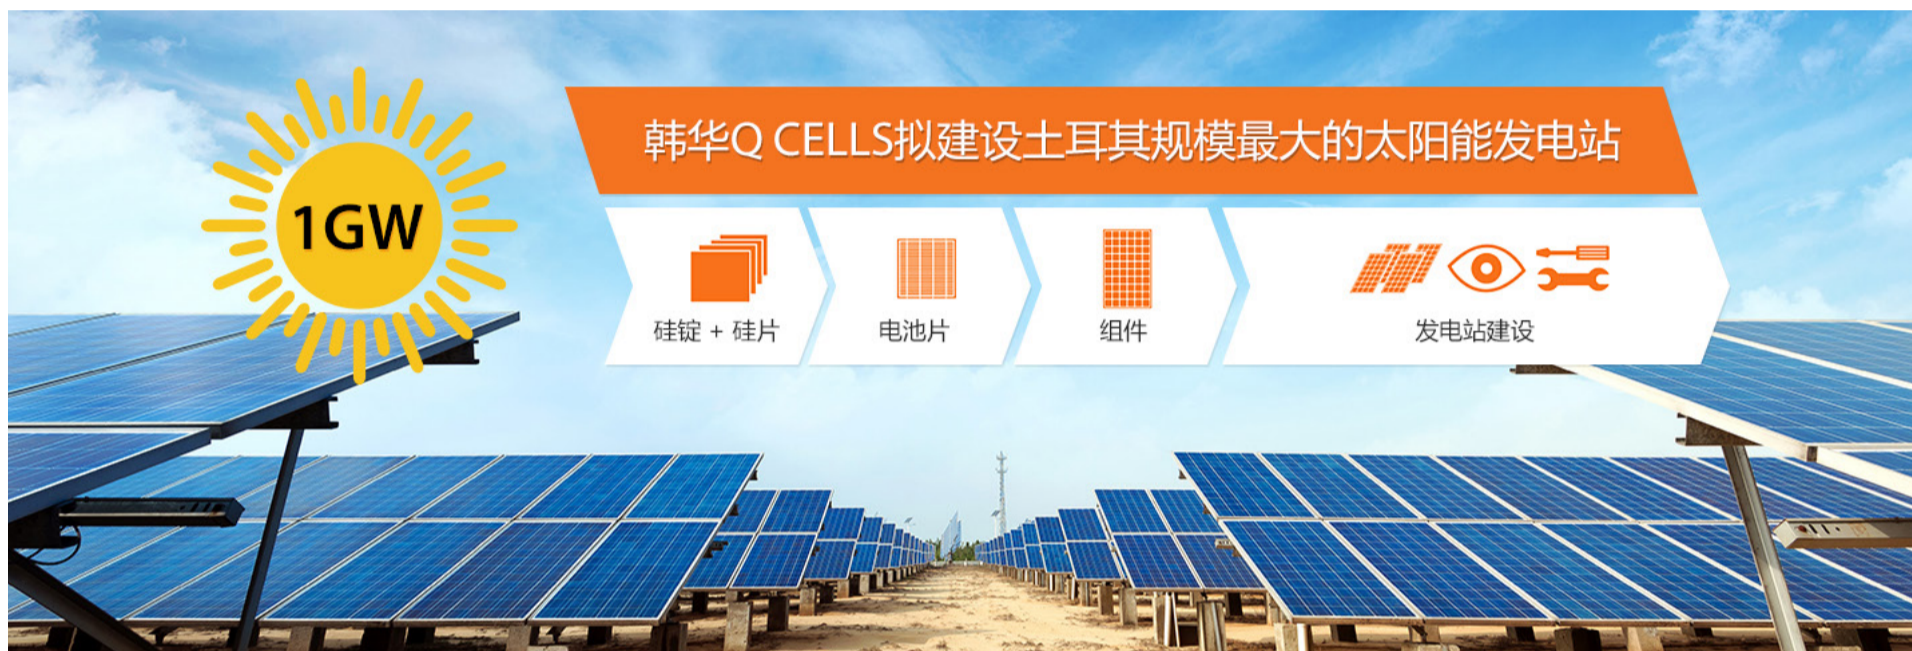 1GW
韩华Q CELLS拟建设土耳其规模最大的太阳能发电站
硅锭 + 硅片
电池片
组件
发电站建设